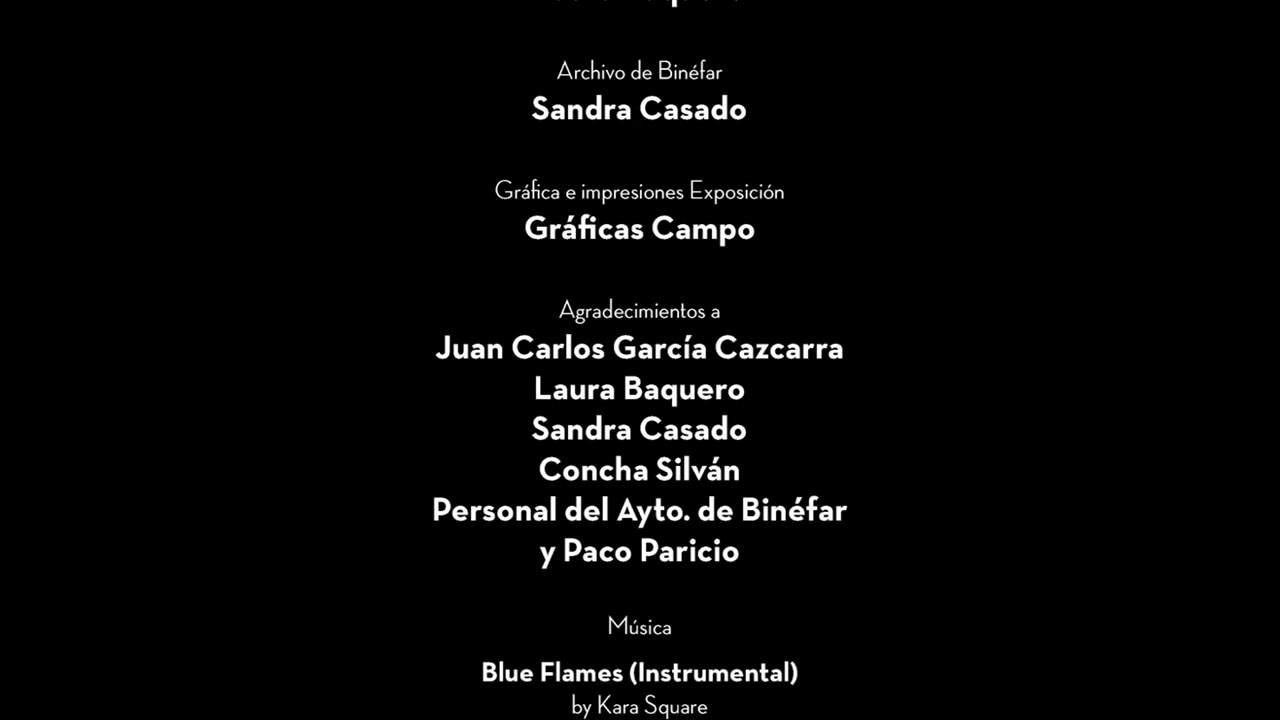 Archivo de Binéfar
Sandra Casado
Gráfica e impresiones Exposición
Gráficas Campo
Agradecimientos a
Juan Carlos García Cazcarra
Laura Baquero
Sandra Casado
Concha Silván
Personal del Ayto. de Binéfar
y Paco Paricio
Música
Blue Flames (Instrumental)
by Kara Square